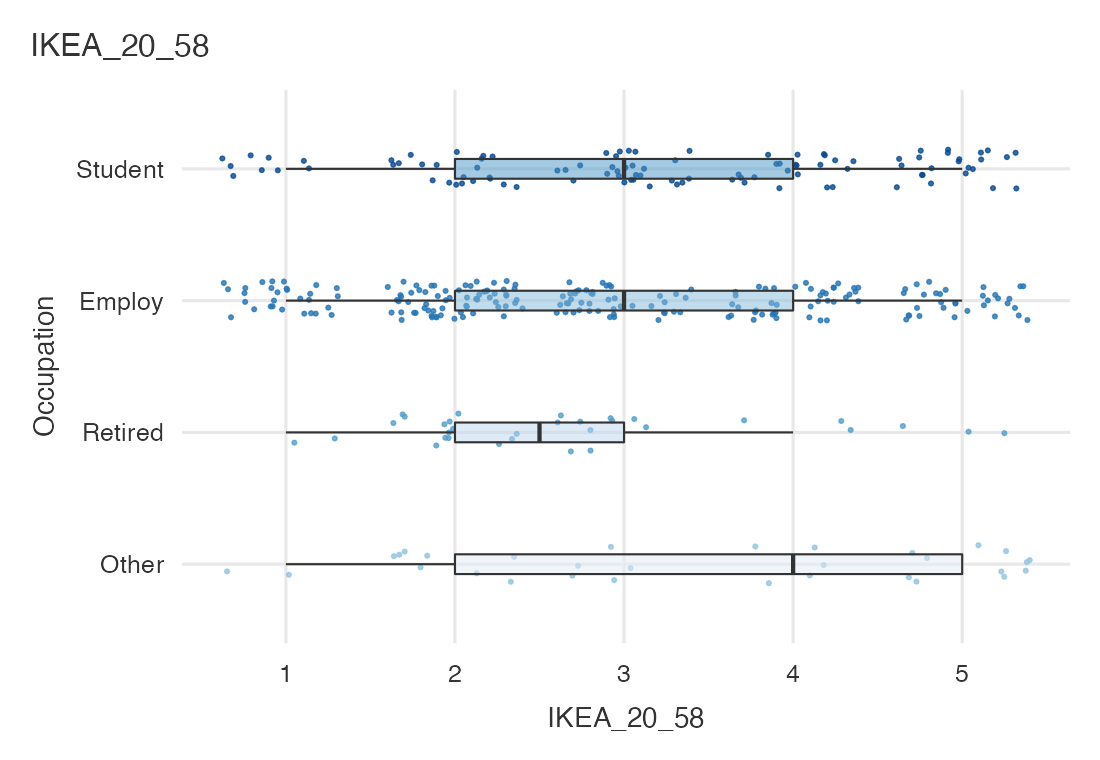 IKEA_20_58
Student
Employ
Retired
Other
Occupation
1 2 3 4 5
IKEA_20_58